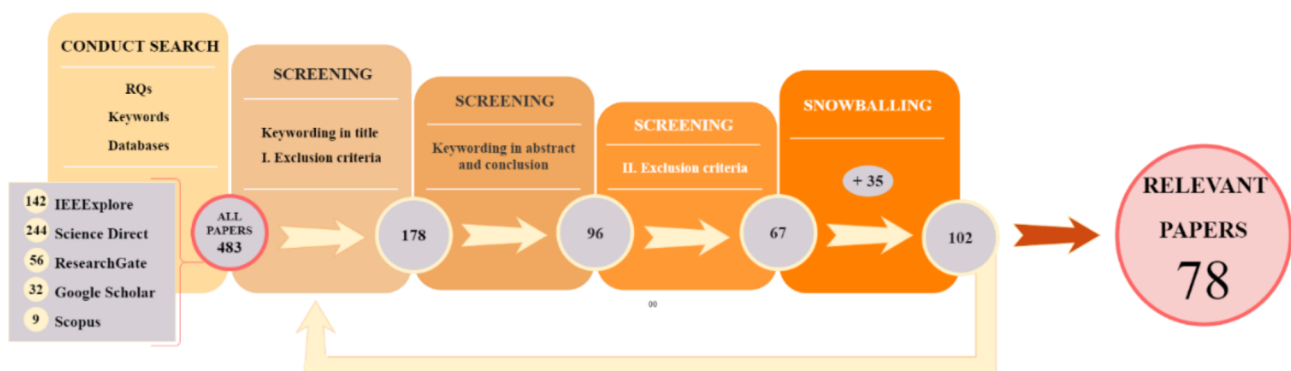 CONDUCT SEARCH
RQs
Keywords
Databases
142 IEEExplore
244 Science Direct
56 ResearchGate
32 Google Scholar
9 Scopus
ALL
PAPERS
483
SCREENING
Keywording in title
I. Exclusion criteria
178
SCREENING
Keywording in abstract
and conclusion
96
SCREENING
II. Exclusion criteria
67
SNOWBALLING
+ 35
102
RELEVANT
PAPERS
78
00